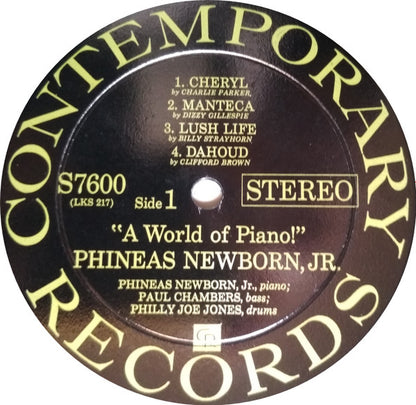 CONTEMPORARY
1. CHERYL
by CHARLIE PARKER,
2. MANTECA
by DIZZY GILLESPIE
3. LUSH LIFE
by BILLY STRAYHORN
4. DAHOUD
by CLIFFORD BROWN
S7600
(LKS 217)
Side 1
STEREO
"A World of Piano!"
PHINEAS NEWBORN, JR.
PHINEAS NEWBORN, Jr., piano;
PAUL CHAMBERS, bass;
PHILLY JOE JONES, drums
RECORDS